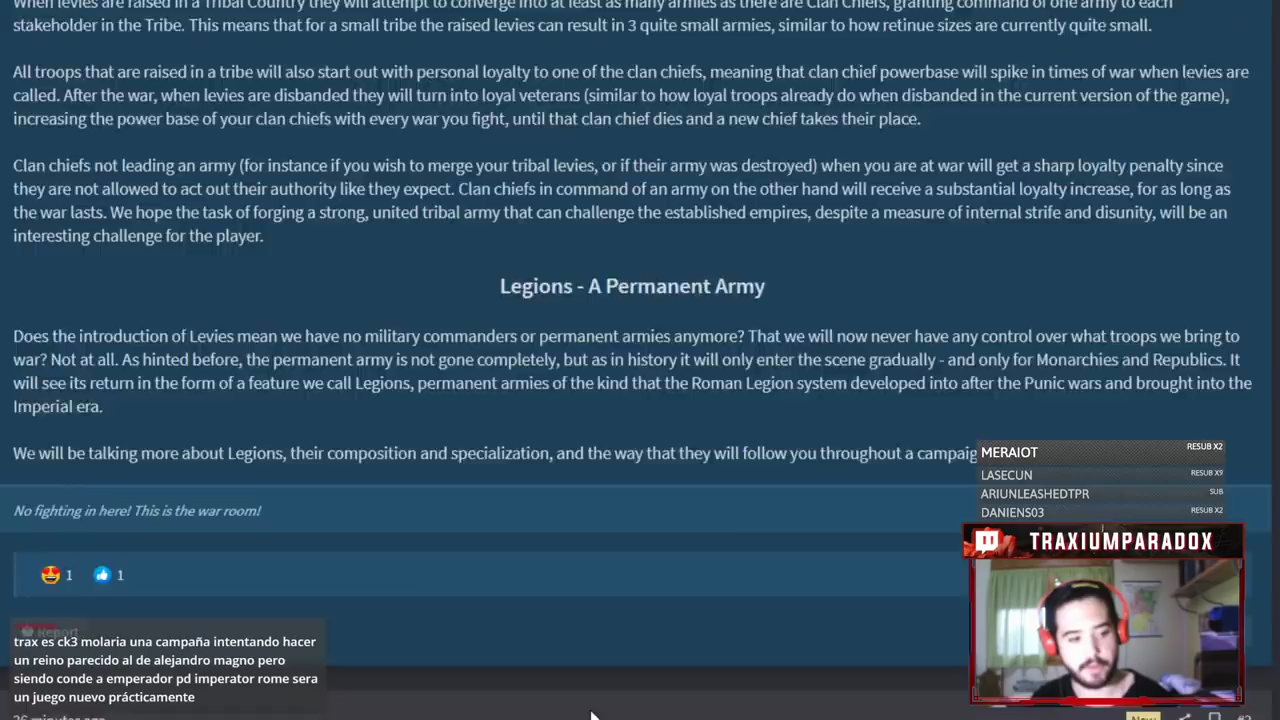 When levies are raised in a Tribal Country they will attempt to converge into at least as many armies as there are Clan Chiefs, granting command of one army to each
stakeholder in the Tribe. This means that for a small tribe the raised levies can result in 3 quite small armies, similar to how retinue sizes are currently quite small.
All troops that are raised in a tribe will also start out with personal loyalty to one of the clan chiefs, meaning that clan chief powerbase will spike in times of war when levies are
called. After the war, when levies are disbanded they will turn into loyal veterans (similar to how loyal troops already do when disbanded in the current version of the game),
increasing the power base of your clan chiefs with every war you fight, until that clan chief dies and a new chief takes their place.
Clan chiefs not leading an army (for instance if you wish to merge your tribal levies, or if their army was destroyed) when you are at war will get a sharp loyalty penalty since
they are not allowed to act out their authority like they expect. Clan chiefs in command of an army on the other hand will receive a substantial loyalty increase, for as long as
the war lasts. We hope the task of forging a strong, united tribal army that can challenge the established empires, despite a measure of internal strife and disunity, will be an
interesting challenge for the player.
Legions - A Permanent Army
Does the introduction of Levies mean we have no military commanders or permanent armies anymore? That we will now never have any control over what troops we bring to
war? Not at all. As hinted before, the permanent army is not gone completely, but as in history it will only enter the scene gradually - and only for Monarchies and Republics. It
will see its return in the form of a feature we call Legions, permanent armies of the kind that the Roman Legion system developed into after the Punic wars and brought into the
Imperial era.
We will be talking more about Legions, their composition and specialization, and the way that they will follow you throughout a campaig
MERAIOT RESUB X2
LASECUN RESUB X9
ARIUNLEASHEDTPR SUB
DANIENS03 RESUB X2
No fighting in here! This is the war room!
TRAXIUMPARADOX
1 1
Report
trax es ck3 molaria una campaña intentando hacer
un reino parecido al de alejandro magno pero
siendo conde a emperador pd imperator rome sera
un juego nuevo prácticamente
26 minutes ago
New #2